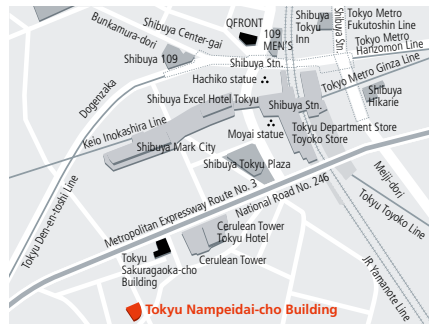 Bunkamura-dori
Shibuya Center-gai
QFRONT
109
MEN'S
Shibuya
Tokyu
Inn
Shibuya Stn.
Tokyo Metro
Fukutoshin Line
Tokyo Metro
Hanzomon Line
Shibuya 109
Shibuya Stn.
Hachiko statue
Tokyo Metro Ginza Line
Dogenzaka
Shibuya Excel Hotel Tokyu
Shibuya Stn.
Shibuya
Hikarie
Keio Inokashira Line
Moyai statue
Tokyu Department Store
Toyoko Store
Shibuya Mark City
Shibuya Tokyu Plaza
Meiji-dori
Tokyu Den-en-toshi Line
Metropolitan Expressway Route No. 3
National Road No. 246
Tokyu Toyoko Line
Cerulean Tower
Tokyu Hotel
Tokyu
Sakuragaoka-cho
Building
Cerulean Tower
JR Yamanote Line
Tokyu Nampeidai-cho Building